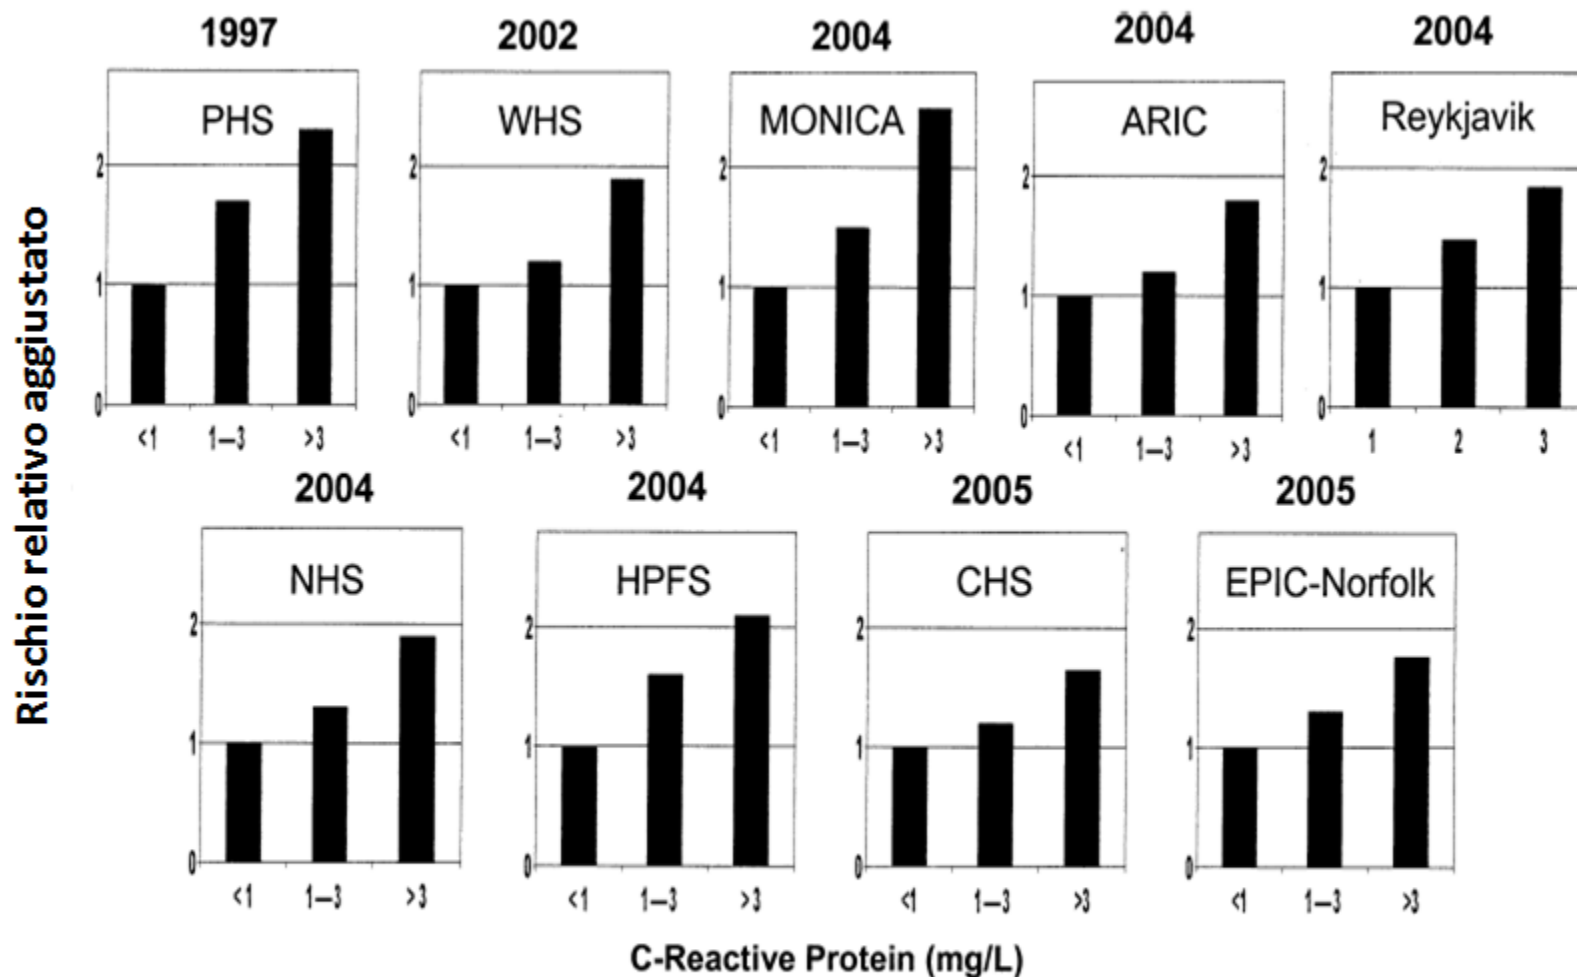 1997 2002 2004 2004 2004
PHS WHS MONICA ARIC Reykjavik
2 2 2 2 2
1 1 1 1 1
0 0 0 0 0
<1 1—3 >3 <1 1—3 >3 <1 1—3 >3 <1 1—3 >3 1 2 3
Rischio relativo aggiustato
2004 2004 2005 2005
NHS HPFS CHS EPIC-Norfolk
2 2 2 2
1 1 1 1
0 0 0 0
<1 1—3 >3 <1 1—3 >3 <1 1—3 >3 <1 1—3 >3
C-Reactive Protein (mg/L)